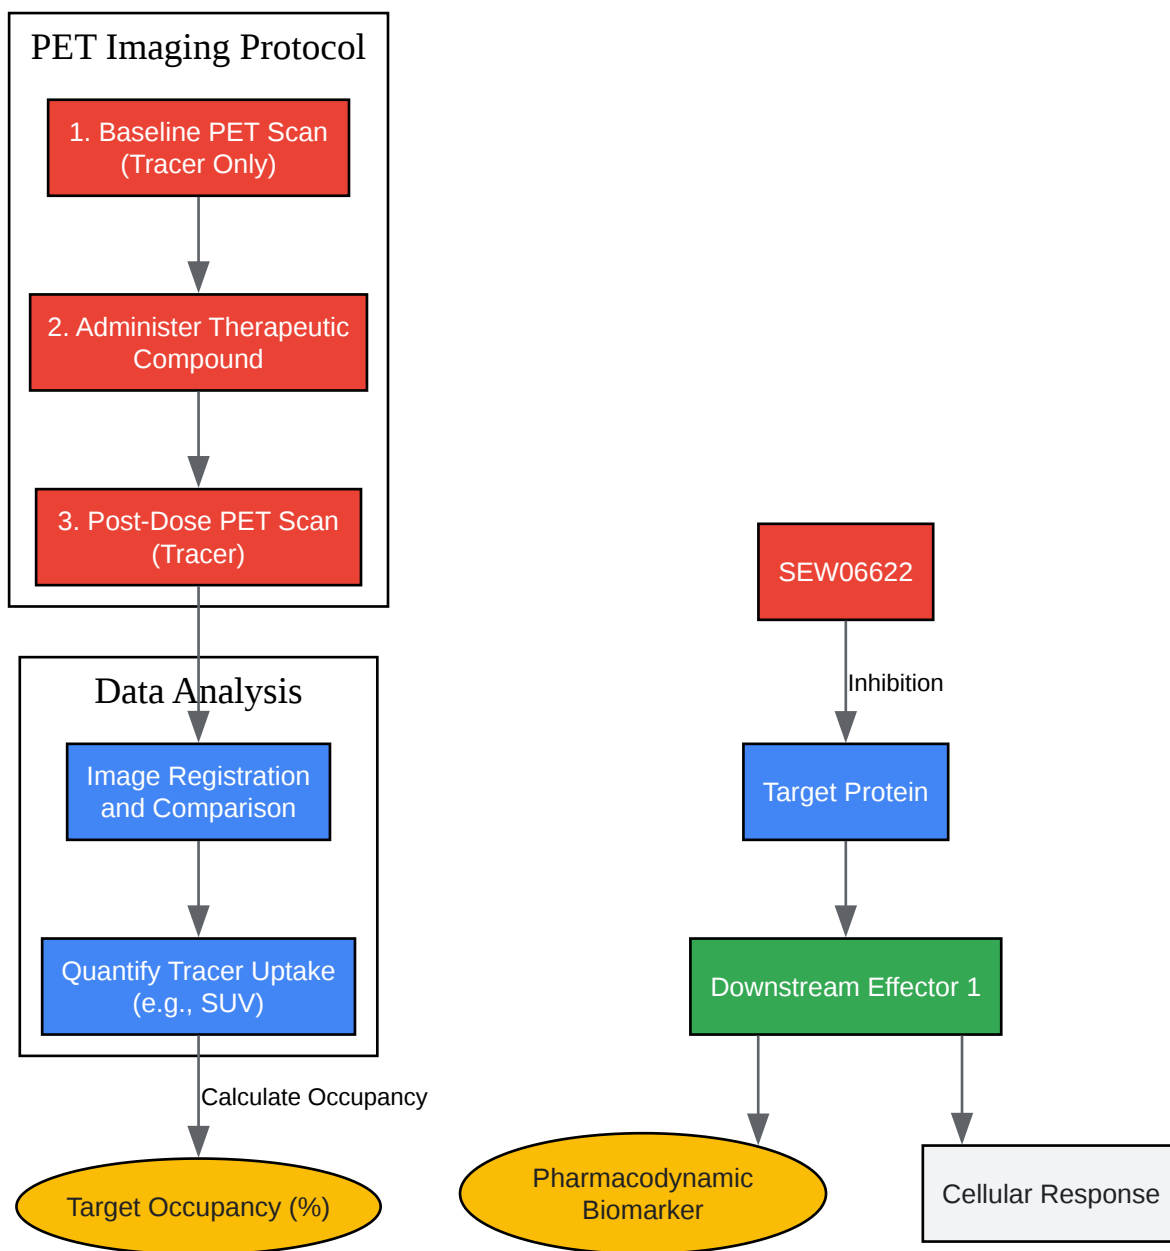 PET Imaging Protocol
1. Baseline PET Scan
(Tracer Only)
2. Administer Therapeutic
Compound
3. Post-Dose PET Scan
(Tracer)
Data Analysis
Image Registration
and Comparison
Quantify Tracer Uptake
(e.g., SUV)
Calculate Occupancy
Target Occupancy (%)
SEW06622
Inhibition
Target Protein
Downstream Effector 1
Pharmacodynamic
Biomarker
Cellular Response